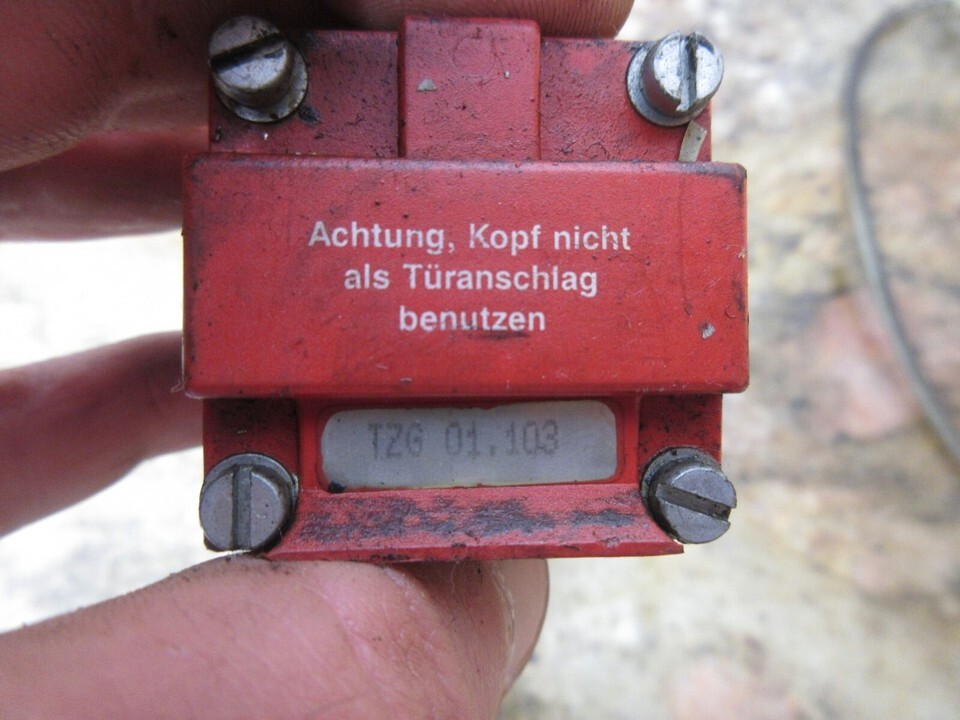 Achtung, Kopf nicht
als Türanschlag
benutzen
TZG 01.103